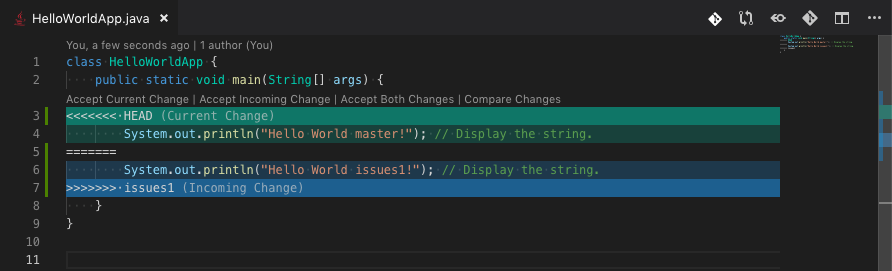 HelloWorldApp.java ×
You, a few seconds ago | 1 author (You)
1 class HelloWorldApp {
2 ····public static void main(String[] args) {
Accept Current Change | Accept Incoming Change | Accept Both Changes | Compare Changes
3 <<<<<<<·HEAD (Current Change)
4 ········System.out.println("Hello·World·master!");·//·Display·the·string.
5 =======
6 ········System.out.println("Hello·World·issues1!");·//·Display·the·string.
7 >>>>>>>·issues1 (Incoming Change)
8 ····}
9 }
10
11